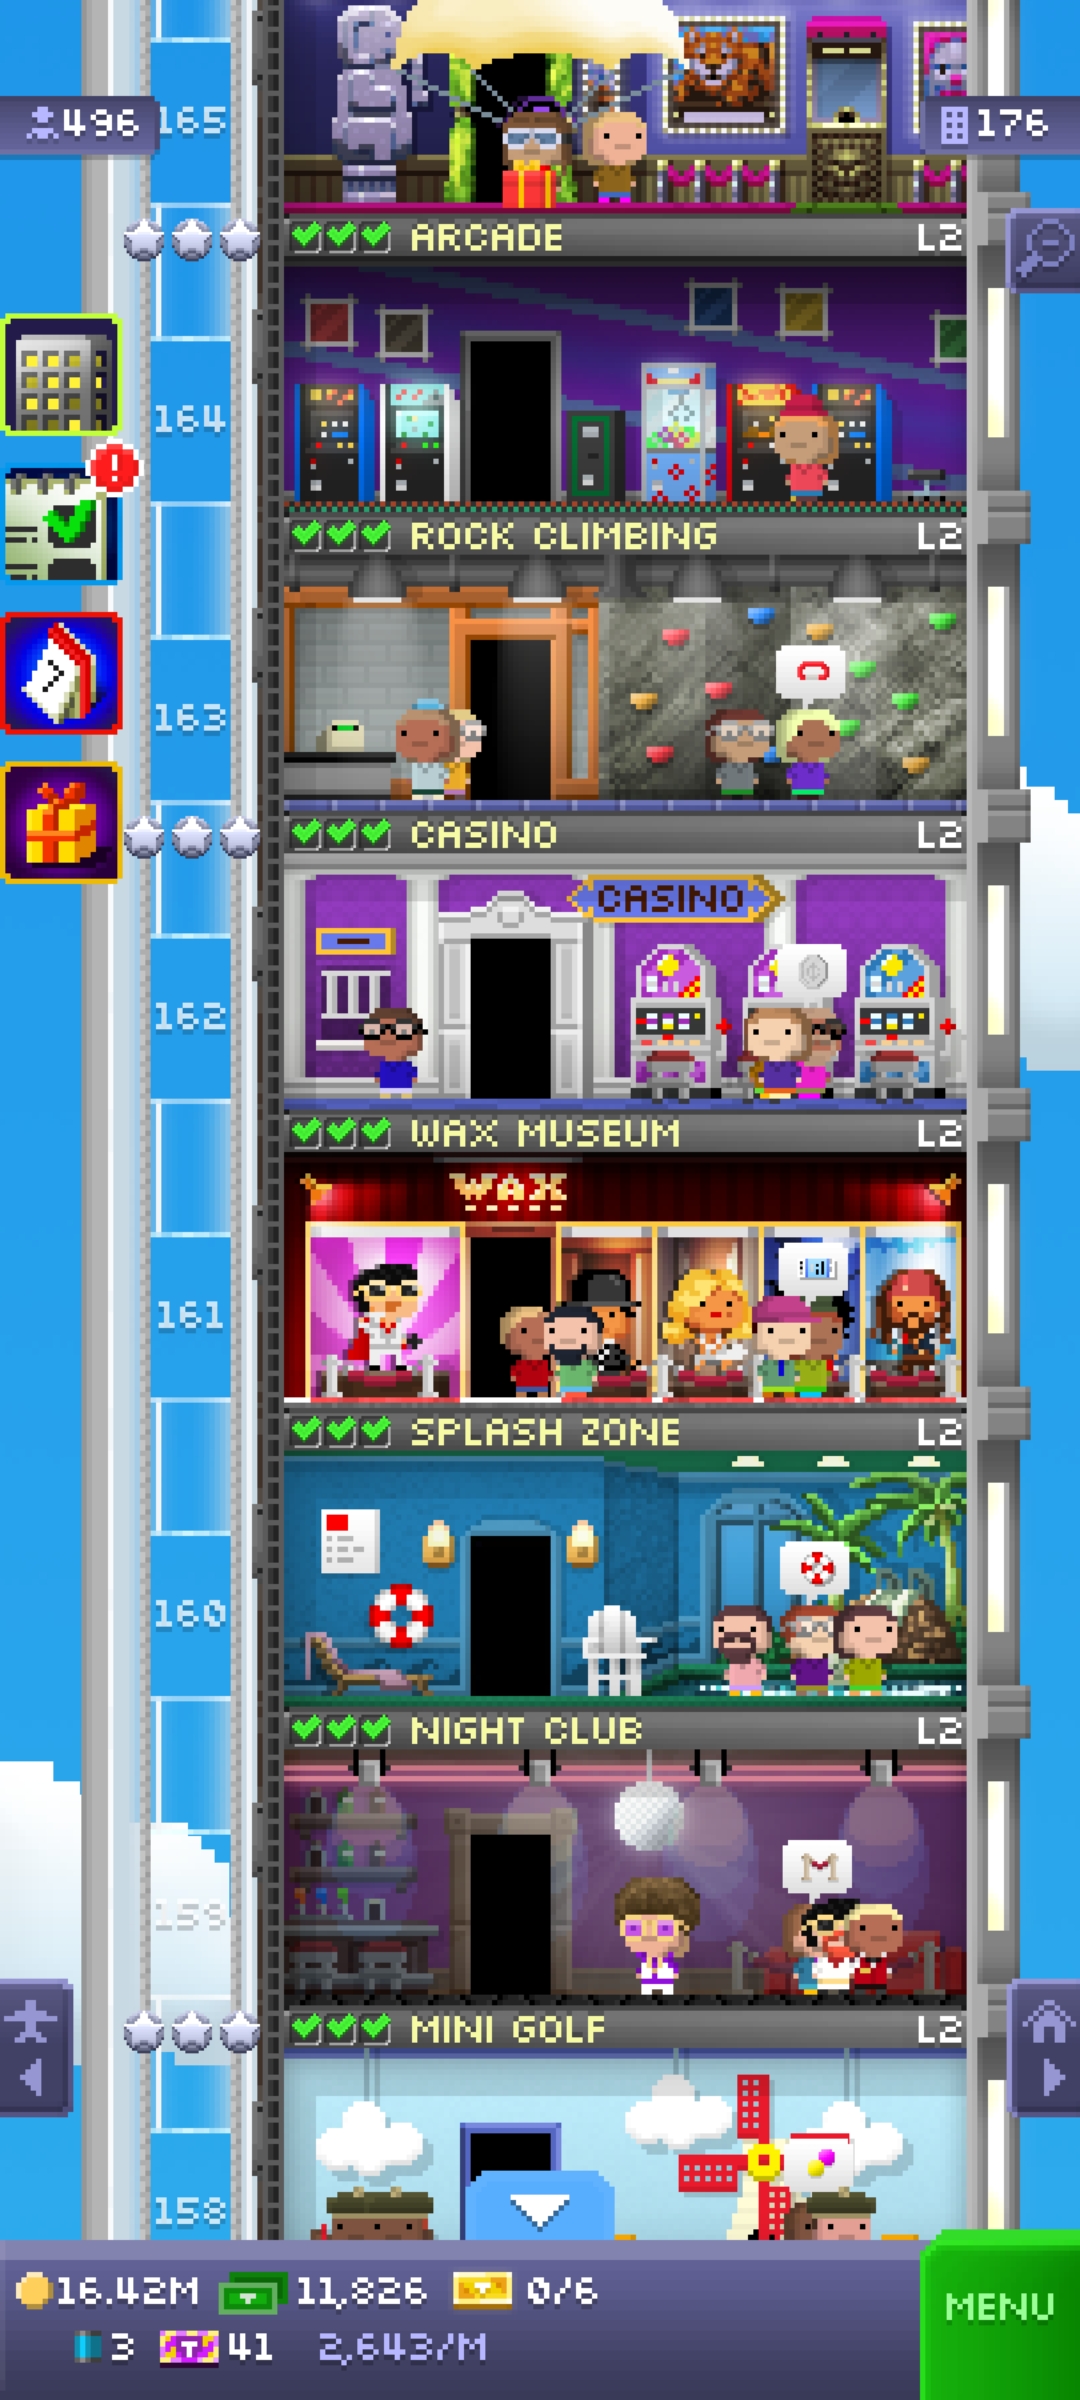 496
165
176
ARCADE L2
164
ROCK CLIMBING L2
7
163
CASINO L2
CASINO
162
WAX MUSEUM L2
WAX
161
SPLASH ZONE L2
160
NIGHT CLUB L2
159
MINI GOLF L2
158
16.42M 11,826 0/6
MENU
3 T 41 2,643/M